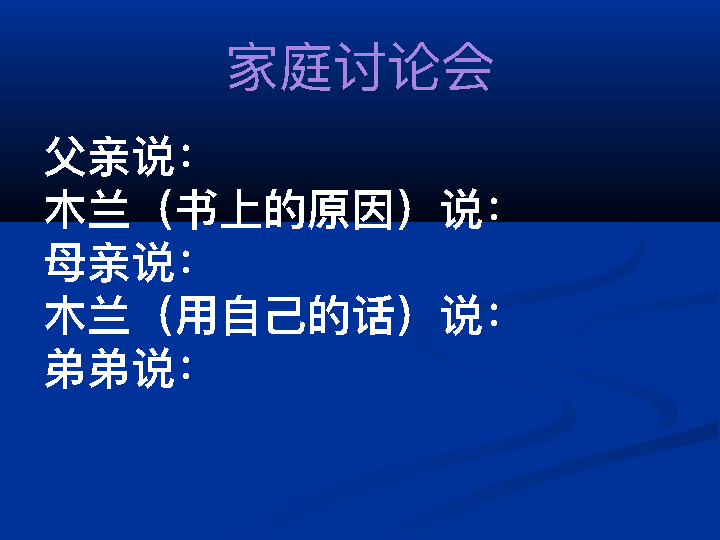 家庭讨论会
父亲说：
木兰（书上的原因）说：
母亲说：
木兰（用自己的话）说：
弟弟说：